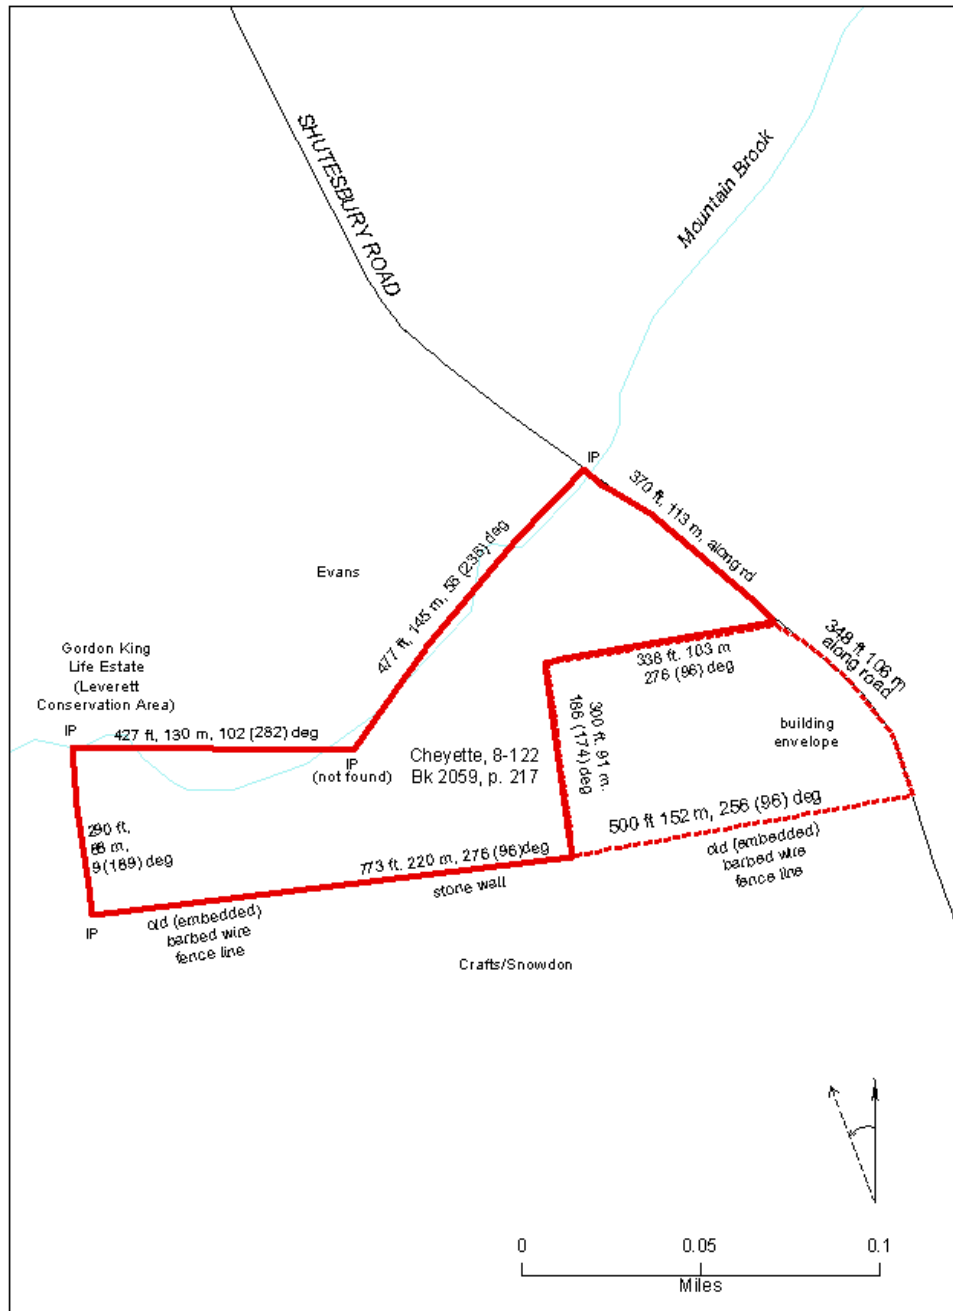 SHUTESBURY ROAD
Mountain Brook
IP
370 ft, 113 m, along rd
477 ft, 145 m, 56 (236) deg
Evans
348 ft 106 m
along road
336 ft. 103 m
276 (96) deg
Gordon King
Life Estate
(Leverett
Conservation Area)
IP
427 ft, 130 m, 102 (282) deg
IP
(not found)
300 ft. 91 m.
186 (174) deg
building
envelope
Cheyette, 8-122
Bk 2059, p. 217
290 ft,
88 m,
9 (189) deg
500 ft 152 m, 256 (96) deg
old (embedded)
barbed wire
fence line
773 ft, 220 m, 276 (96)deg
stone wall
IP
old (embedded)
barbed wire
fence line
Crafts/Snowdon
0
0.05
0.1
Miles